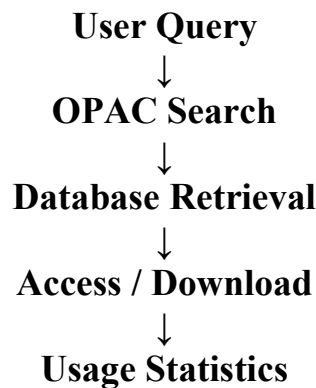 User Query
↓
OPAC Search
↓
Database Retrieval
↓
Access / Download
↓
Usage Statistics